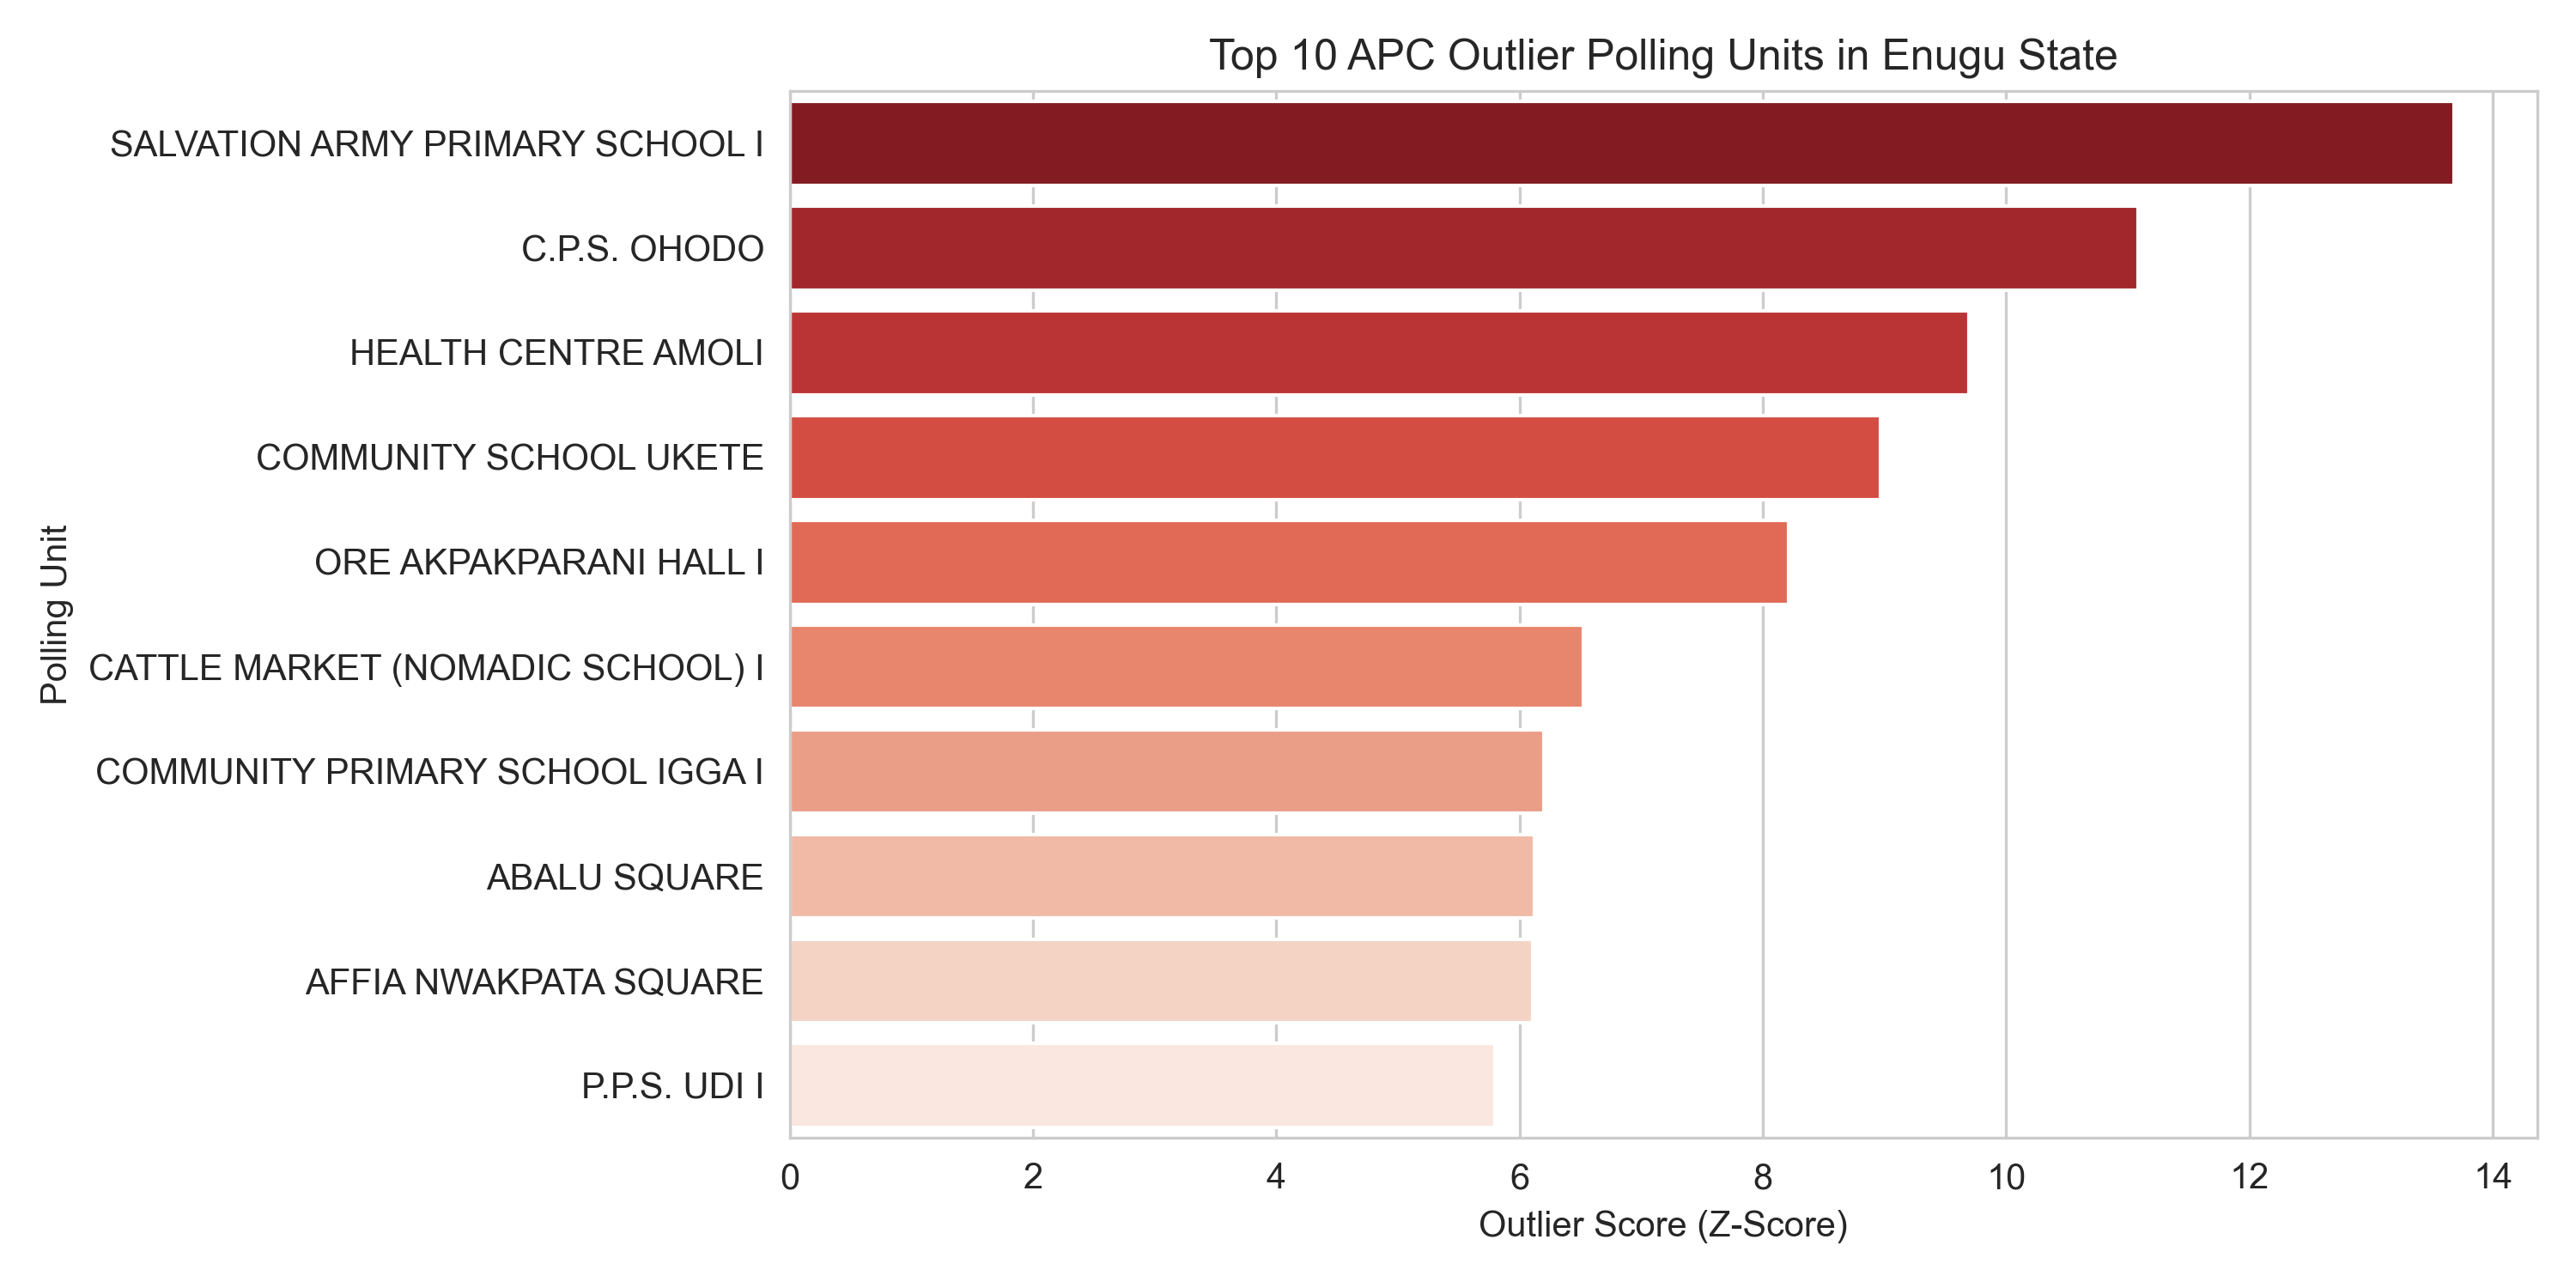 Top 10 APC Outlier Polling Units in Enugu State
Polling Unit
SALVATION ARMY PRIMARY SCHOOL I
C.P.S. OHODO
HEALTH CENTRE AMOLI
COMMUNITY SCHOOL UKETE
ORE AKPAKPARANI HALL I
CATTLE MARKET (NOMADIC SCHOOL) I
COMMUNITY PRIMARY SCHOOL IGGA I
ABALU SQUARE
AFFIA NWAKPATA SQUARE
P.P.S. UDI I
0 2 4 6 8 10 12 14
Outlier Score (Z-Score)